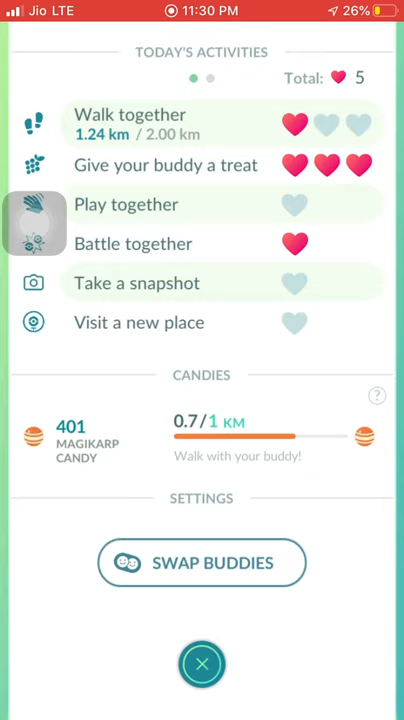 Jio LTE 11:30 PM 26%
TODAY'S ACTIVITIES
Total: 5
Walk together
1.24 km / 2.00 km
Give your buddy a treat
Play together
Battle together
Take a snapshot
Visit a new place
CANDIES
?
401 0.7/1 KM
MAGIKARP
CANDY
Walk with your buddy!
SETTINGS
SWAP BUDDIES